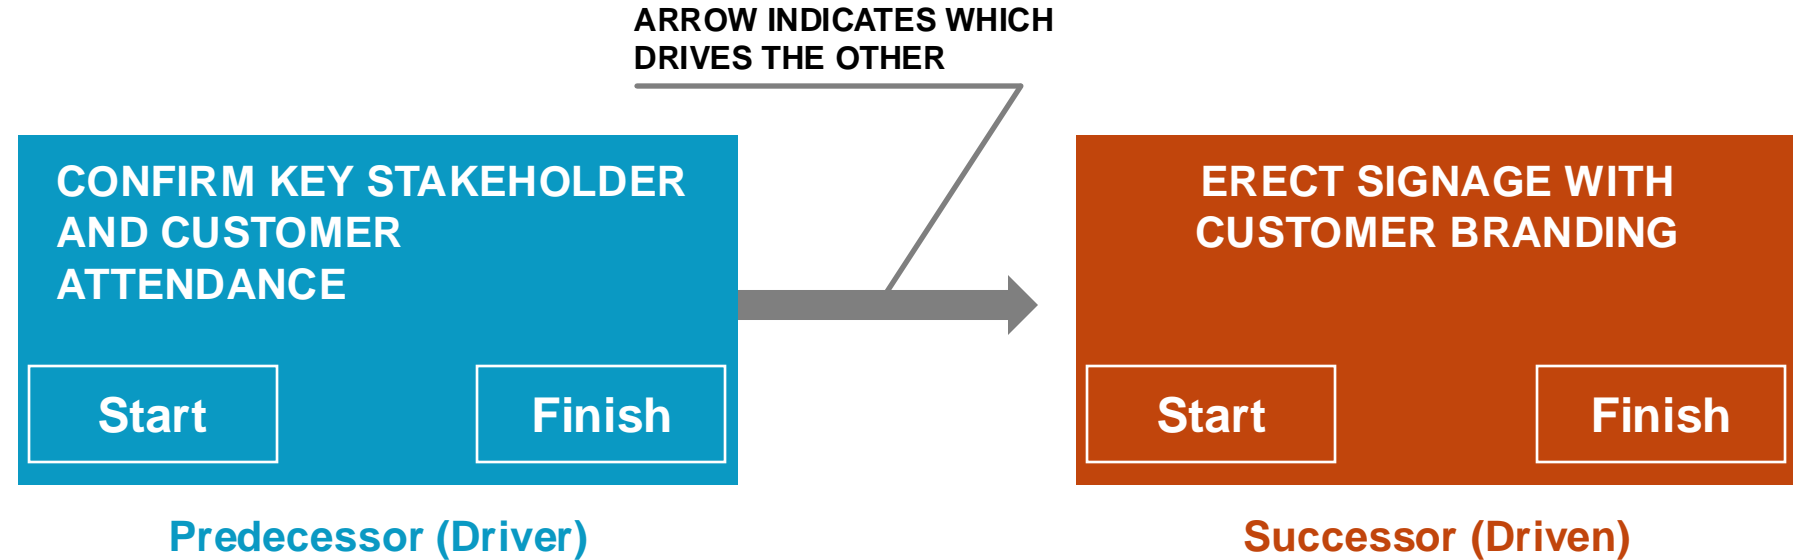 ARROW INDICATES WHICH
DRIVES THE OTHER
CONFIRM KEY STAKEHOLDER
AND CUSTOMER
ATTENDANCE
Start
Finish
Predecessor (Driver)
ERECT SIGNAGE WITH
CUSTOMER BRANDING
Start
Finish
Successor (Driven)